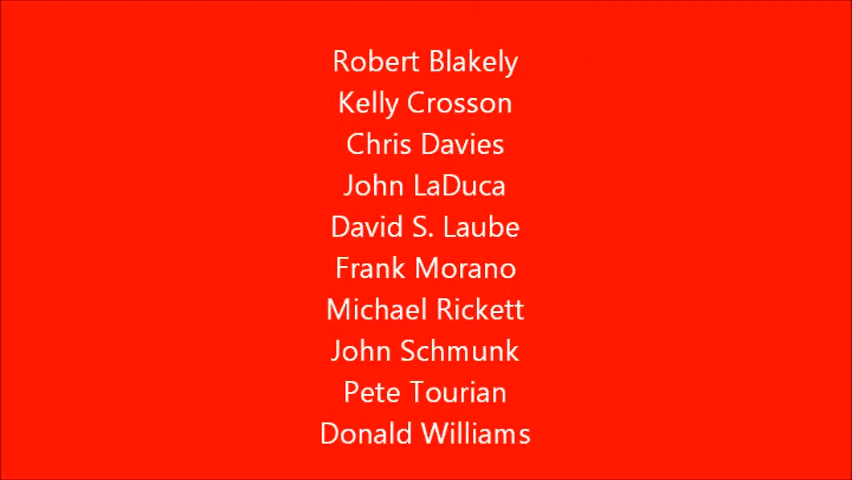 Robert Blakely
Kelly Crosson
Chris Davies
John LaDuca
David S. Laube
Frank Morano
Michael Rickett
John Schmunk
Pete Tourian
Donald Williams